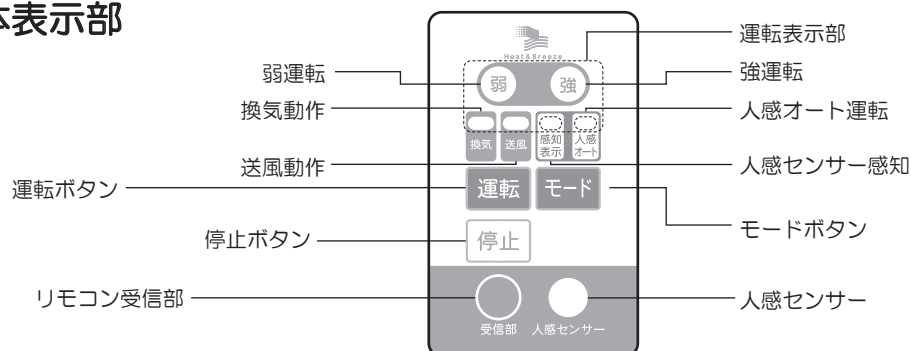 本表示部
Heat&Breeze
弱運転
換気動作
送風動作
運転ボタン
停止ボタン
リモコン受信部
弱
強
換気
送風
感知
表示
人感
オート
運転
モード
停止
受信部
人感センサー
運転表示部
強運転
人感オート運転
人感センサー感知
モードボタン
人感センサー